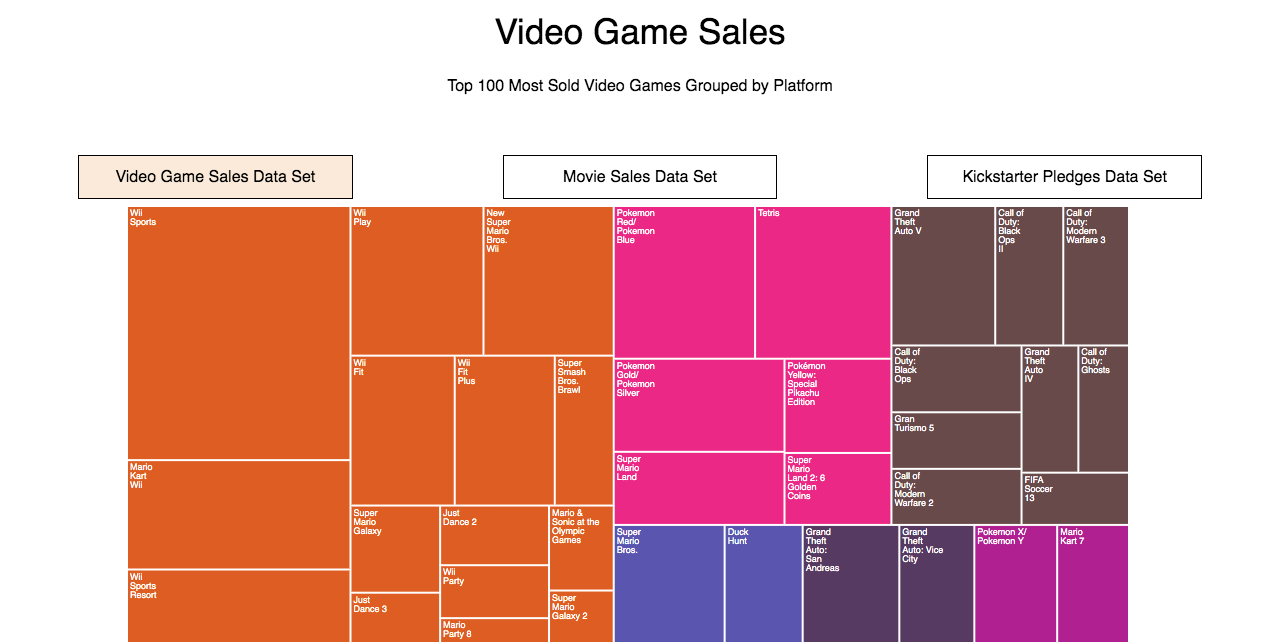 Video Game Sales
Top 100 Most Sold Video Games Grouped by Platform
Video Game Sales Data Set
Movie Sales Data Set
Kickstarter Pledges Data Set
Wii
Sports
Mario
Kart
Wii
Wii
Sports
Resort
Wii
Play
New
Super
Mario
Bros.
Wii
Wii
Fit
Wii
Fit
Plus
Super
Smash
Bros.
Brawl
Super
Mario
Galaxy
Just
Dance 3
Just
Dance 2
Wii
Party
Mario
Party 8
Mario &
Sonic at the
Olympic
Games
Super
Mario
Galaxy 2
Pokemon
Red/
Pokemon
Blue
Tetris
Pokemon
Gold/
Pokemon
Silver
Pokémon
Yellow:
Special
Pikachu
Edition
Super
Mario
Land
Super
Mario
Land 2: 6
Golden
Coins
Grand
Theft
Auto V
Call of
Duty:
Black
Ops
II
Call of
Duty:
Modern
Warfare 3
Call of
Duty:
Black
Ops
Gran
Turismo 5
Call of
Duty:
Modern
Warfare 2
Grand
Theft
Auto
IV
Call of
Duty:
Ghosts
FIFA
Soccer
13
Super
Mario
Bros.
Duck
Hunt
Grand
Theft
Auto:
San
Andreas
Grand
Theft
Auto: Vice
City
Pokemon X/
Pokemon Y
Mario
Kart 7